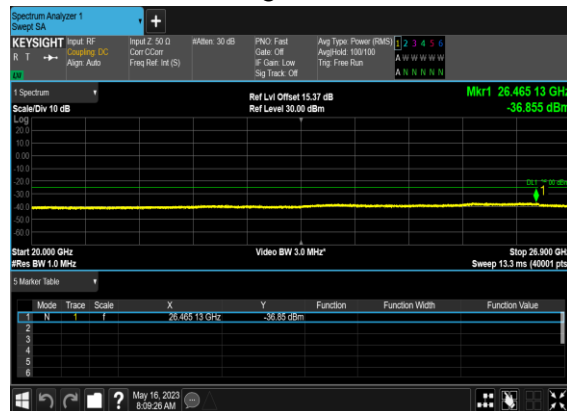 Spectrum Analyzer 1
Swept SA
+
KEYSIGHT Input: RF Input Z: 50 Ω #Atten: 30 dB PNO: Fast Avg Type: Power (RMS) 1 2 3 4 5 6
R T Coupling: DC Corr CCorr Gate: Off Avg|Hold: 100/100 A W W W W W
Align: Auto Freq Ref: Int (S) IF Gain: Low Trig: Free Run
LW Sig Track: Off A N N N N N
1 Spectrum Ref Lvl Offset 15.37 dB Mkr1 26.465 13 GHz
Scale/Div 10 dB Ref Level 30.00 dBm -36.855 dBm
Log
20.0
10.0
0.00
-10.0
-20.0
DL1 00 dBm
-30.0
1
-40.0
-50.0
-60.0
Start 20.000 GHz Video BW 3.0 MHz* Stop 26.900 GHz
#Res BW 1.0 MHz Sweep 13.3 ms (40001 pts)
5 Marker Table
Mode Trace Scale X Y Function Function Width Function Value
1 N 1 f 26.465 13 GHz -36.85 dBm
2
3
4
5
6
? May 16, 2023
8:09:26 AM